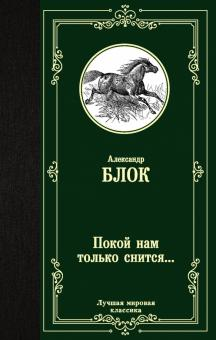 Александр
БЛОК
Покой нам
только снится...
Лучшая мировая
классика